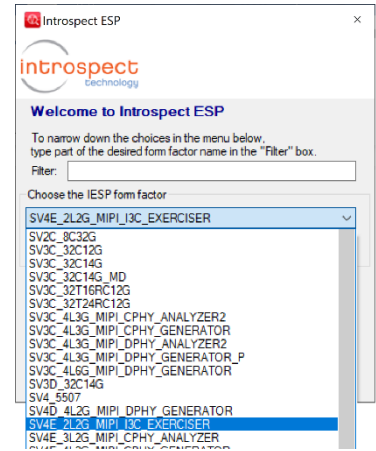 Introspect ESP
introspect
technology
Welcome to Introspect ESP
To narrow down the choices in the menu below,
type part of the desired form factor name in the "Filter" box.
Filter:
Choose the IESP form factor
SV4E_2L2G_MIPI_I3C_EXERCISER
SV2C_8C32G
SV3C_32C12G
SV3C_32C14G
SV3C_32C14G_MD
SV3C_32T16RC12G
SV3C_32T24RC12G
SV3C_4L3G_MIPI_CPHY_ANALYZER2
SV3C_4L3G_MIPI_CPHY_GENERATOR
SV3C_4L3G_MIPI_DPHY_ANALYZER2
SV3C_4L3G_MIPI_DPHY_GENERATOR_P
SV3C_4L6G_MIPI_DPHY_GENERATOR
SV3D_32C14G
SV4_5507
SV4D_4L2G_MIPI_DPHY_GENERATOR
SV4E_2L2G_MIPI_I3C_EXERCISER
SV4E_3L2G_MIPI_CPHY_ANALYZER
SV4E_4L2G_MIPI_CPHY_GENERATOR